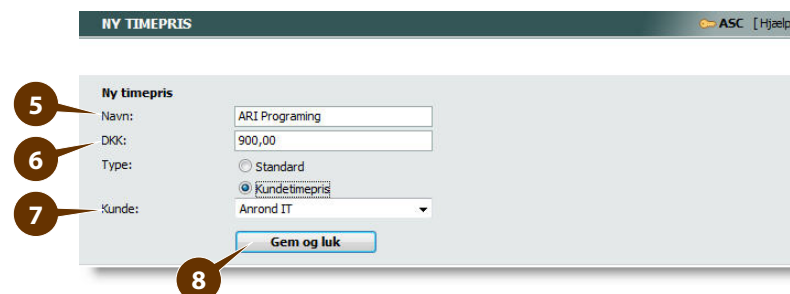 NY TIMEPRIS ASC [ Hjælp
Ny timepris
5 Navn: ARI Programing
6 DKK: 900,00
Type: Standard
Kundetimepris
7 Kunde: Anrond IT
Gem og luk
8